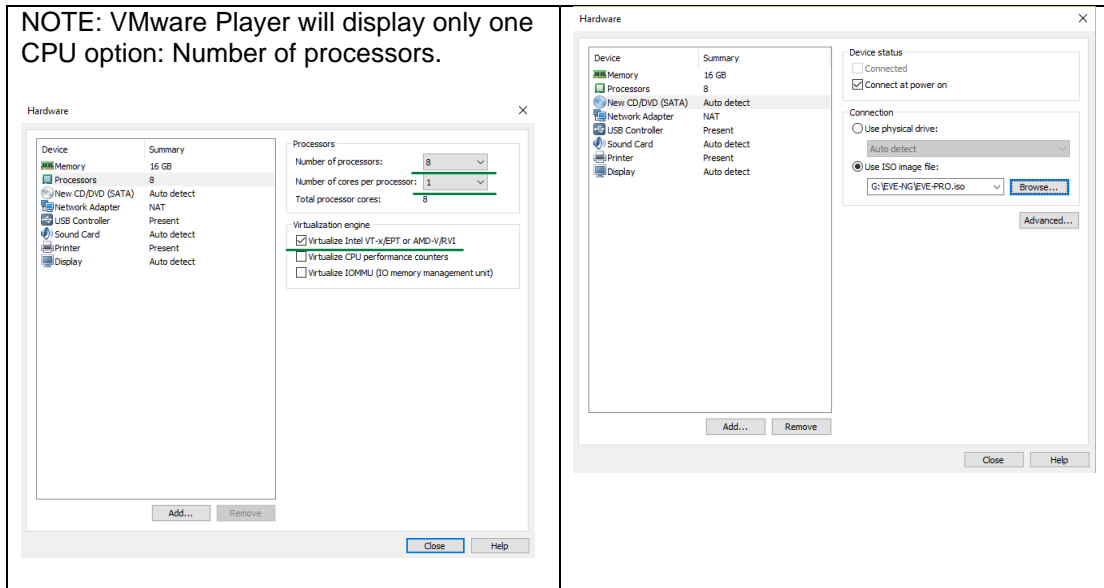 NOTE: VMware Player will display only one
CPU option: Number of processors.
Hardware
Device Summary
Memory 16 GB
Processors 8
New CD/DVD (SATA) Auto detect
Network Adapter NAT
USB Controller Present
Sound Card Auto detect
Printer Present
Display Auto detect
Processors
Number of processors: 8
Number of cores per processor: 1
Total processor cores: 8
Virtualization engine
Virtualize Intel VT-x/EPT or AMD-V/RVI
Virtualize CPU performance counters
Virtualize IOMMU (IO memory management unit)
Add... Remove
Close Help
Hardware
Device Summary
Memory 16 GB
Processors 8
New CD/DVD (SATA) Auto detect
Network Adapter NAT
USB Controller Present
Sound Card Auto detect
Printer Present
Display Auto detect
Device status
Connected
Connect at power on
Connection
Use physical drive:
Auto detect
Use ISO image file:
G:\EVE-NG\EVE-PRO.iso Browse...
Advanced...
Add... Remove
Close Help